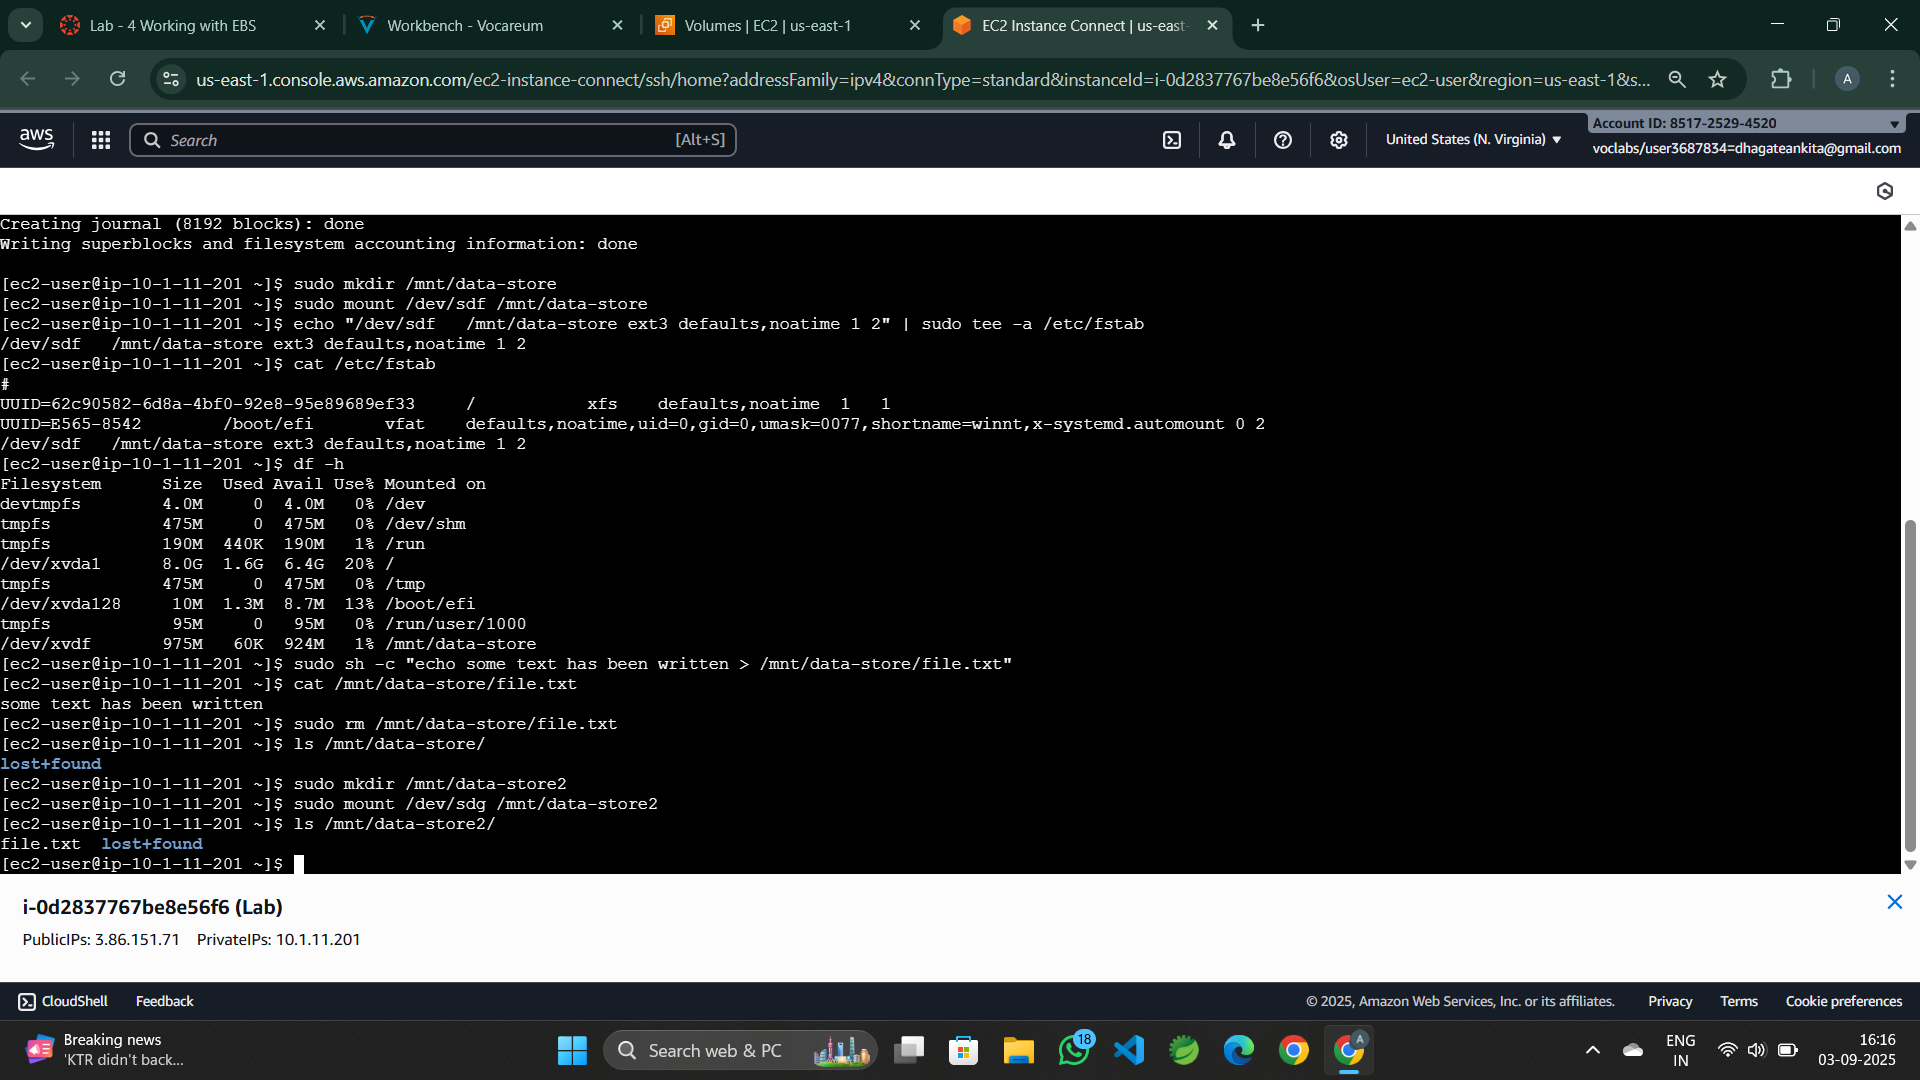 Lab - 4 Working with EBS
Workbench - Vocareum
Volumes | EC2 | us-east-1
EC2 Instance Connect | us-east-
us-east-1.console.aws.amazon.com/ec2-instance-connect/ssh/home?addressFamily=ipv4&connType=standard&instanceId=i-0d2837767be8e56f6&osUser=ec2-user&region=us-east-1&s...
A
aws
Search
[Alt+S]
United States (N. Virginia)
Account ID: 8517-2529-4520
voclabs/user3687834=dhagateankita@gmail.com
Creating journal (8192 blocks): done
Writing superblocks and filesystem accounting information: done
[ec2-user@ip-10-1-11-201 ~]$ sudo mkdir /mnt/data-store
[ec2-user@ip-10-1-11-201 ~]$ sudo mount /dev/sdf /mnt/data-store
[ec2-user@ip-10-1-11-201 ~]$ echo "/dev/sdf   /mnt/data-store ext3 defaults,noatime 1 2" | sudo tee -a /etc/fstab
/dev/sdf   /mnt/data-store ext3 defaults,noatime 1 2
[ec2-user@ip-10-1-11-201 ~]$ cat /etc/fstab
#
UUID=62c90582-6d8a-4bf0-92e8-95e89689ef33     /           xfs    defaults,noatime  1   1
UUID=E565-8542        /boot/efi       vfat    defaults,noatime,uid=0,gid=0,umask=0077,shortname=winnt,x-systemd.automount 0 2
/dev/sdf   /mnt/data-store ext3 defaults,noatime 1 2
[ec2-user@ip-10-1-11-201 ~]$ df -h
Filesystem      Size  Used Avail Use% Mounted on
devtmpfs        4.0M     0  4.0M   0% /dev
tmpfs           475M     0  475M   0% /dev/shm
tmpfs           190M  440K  190M   1% /run
/dev/xvda1      8.0G  1.6G  6.4G  20% /
tmpfs           475M     0  475M   0% /tmp
/dev/xvda128     10M  1.3M  8.7M  13% /boot/efi
tmpfs            95M     0   95M   0% /run/user/1000
/dev/xvdf       975M   60K  924M   1% /mnt/data-store
[ec2-user@ip-10-1-11-201 ~]$ sudo sh -c "echo some text has been written > /mnt/data-store/file.txt"
[ec2-user@ip-10-1-11-201 ~]$ cat /mnt/data-store/file.txt
some text has been written
[ec2-user@ip-10-1-11-201 ~]$ sudo rm /mnt/data-store/file.txt
[ec2-user@ip-10-1-11-201 ~]$ ls /mnt/data-store/
lost+found
[ec2-user@ip-10-1-11-201 ~]$ sudo mkdir /mnt/data-store2
[ec2-user@ip-10-1-11-201 ~]$ sudo mount /dev/sdg /mnt/data-store2
[ec2-user@ip-10-1-11-201 ~]$ ls /mnt/data-store2/
file.txt  lost+found
[ec2-user@ip-10-1-11-201 ~]$
i-0d2837767be8e56f6 (Lab)
PublicIPs: 3.86.151.71    PrivateIPs: 10.1.11.201
CloudShell
Feedback
© 2025, Amazon Web Services, Inc. or its affiliates.
Privacy
Terms
Cookie preferences
Breaking news
'KTR didn't back...
Search web & PC
18
A
ENG
IN
16:16
03-09-2025